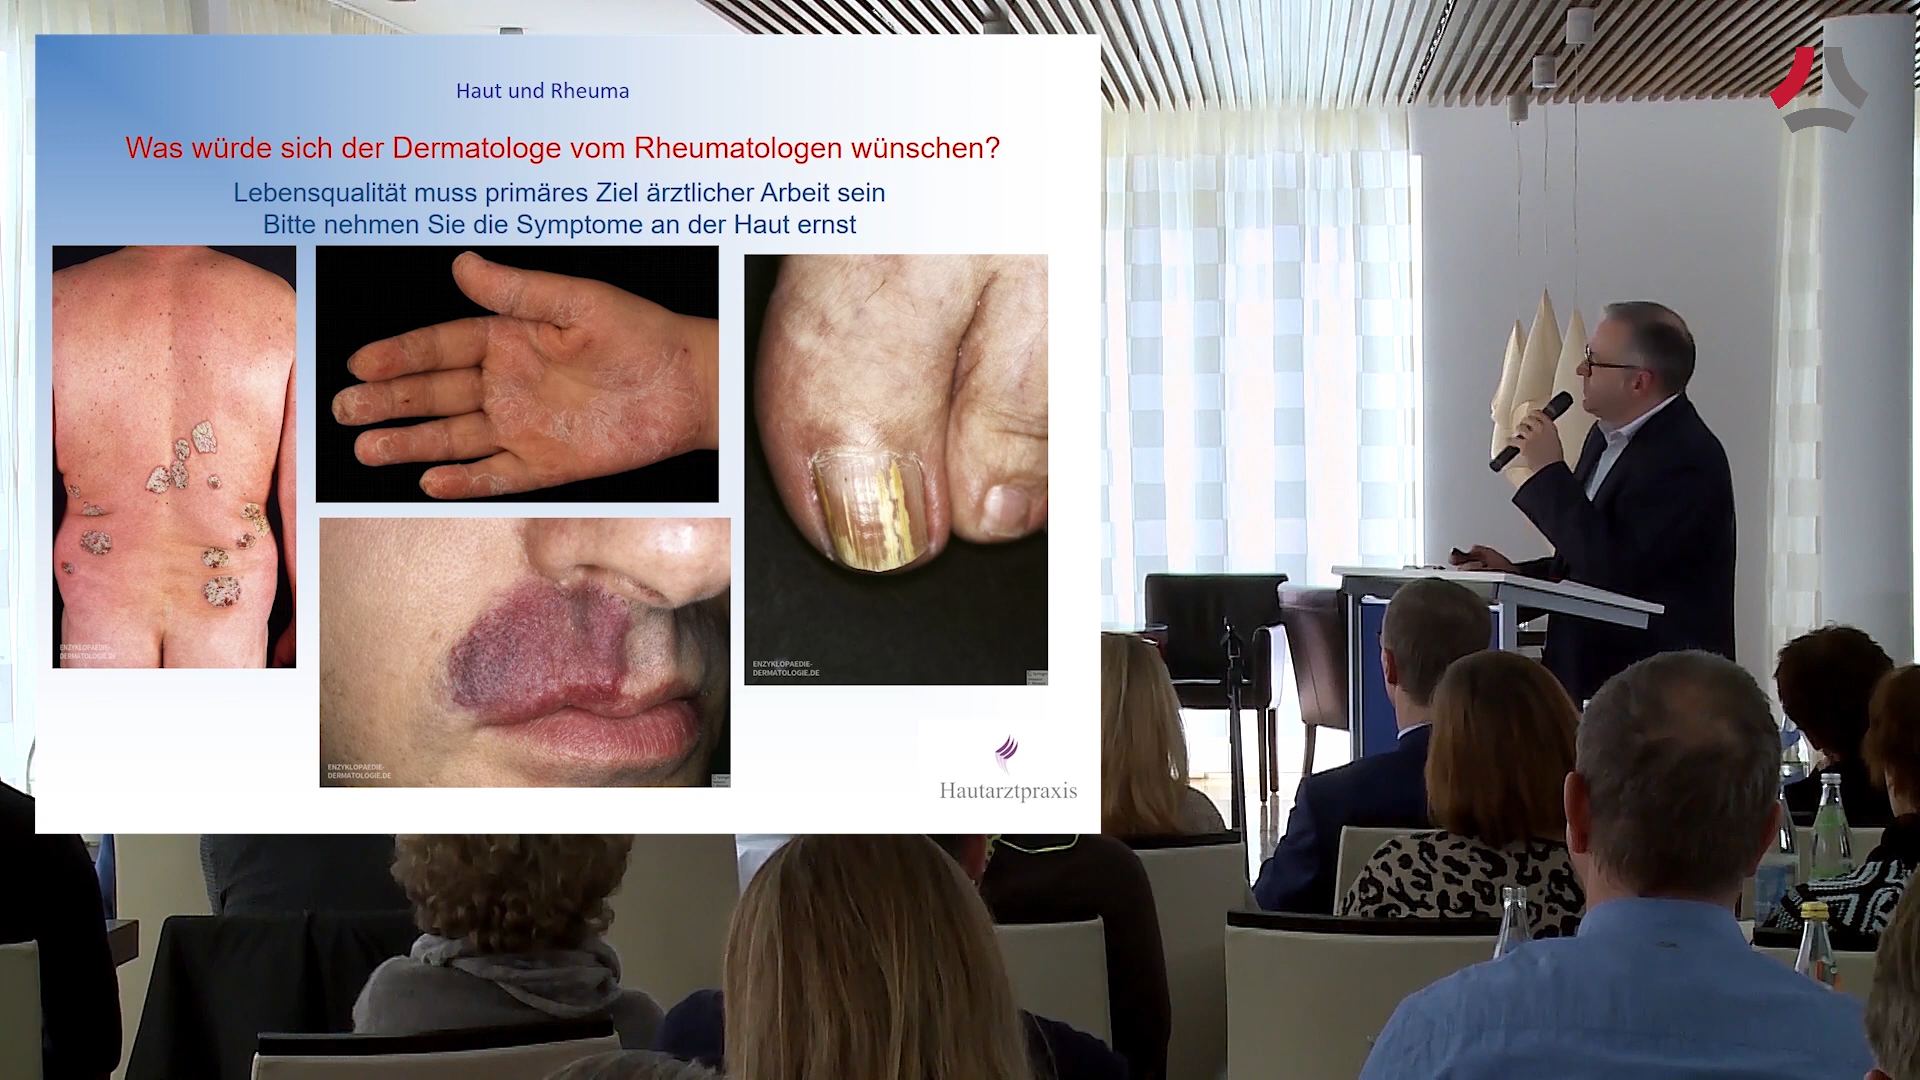 Haut und Rheuma
Was würde sich der Dermatologe vom Rheumatologen wünschen?
Lebensqualität muss primäres Ziel ärztlicher Arbeit sein
Bitte nehmen Sie die Symptome an der Haut ernst
ENZYKLOPAEDIE-
DERMATOLOGIE.DE
ENZYKLOPAEDIE-
DERMATOLOGIE.DE
ENZYKLOPAEDIE-
DERMATOLOGIE.DE
Hautarztpraxis